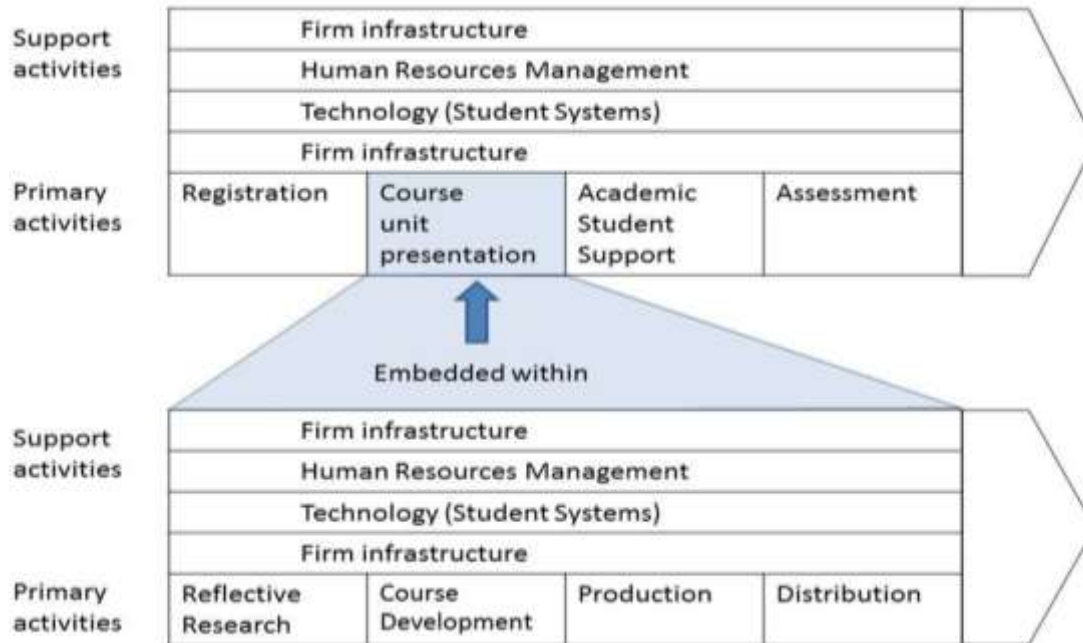 Support
activities
Firm infrastructure
Human Resources Management
Technology (Student Systems)
Firm infrastructure
Primary
activities
Registration
Course
unit
presentation
Academic
Student
Support
Assessment
Embedded within
Support
activities
Firm infrastructure
Human Resources Management
Technology (Student Systems)
Firm infrastructure
Primary
activities
Reflective
Research
Course
Development
Production
Distribution